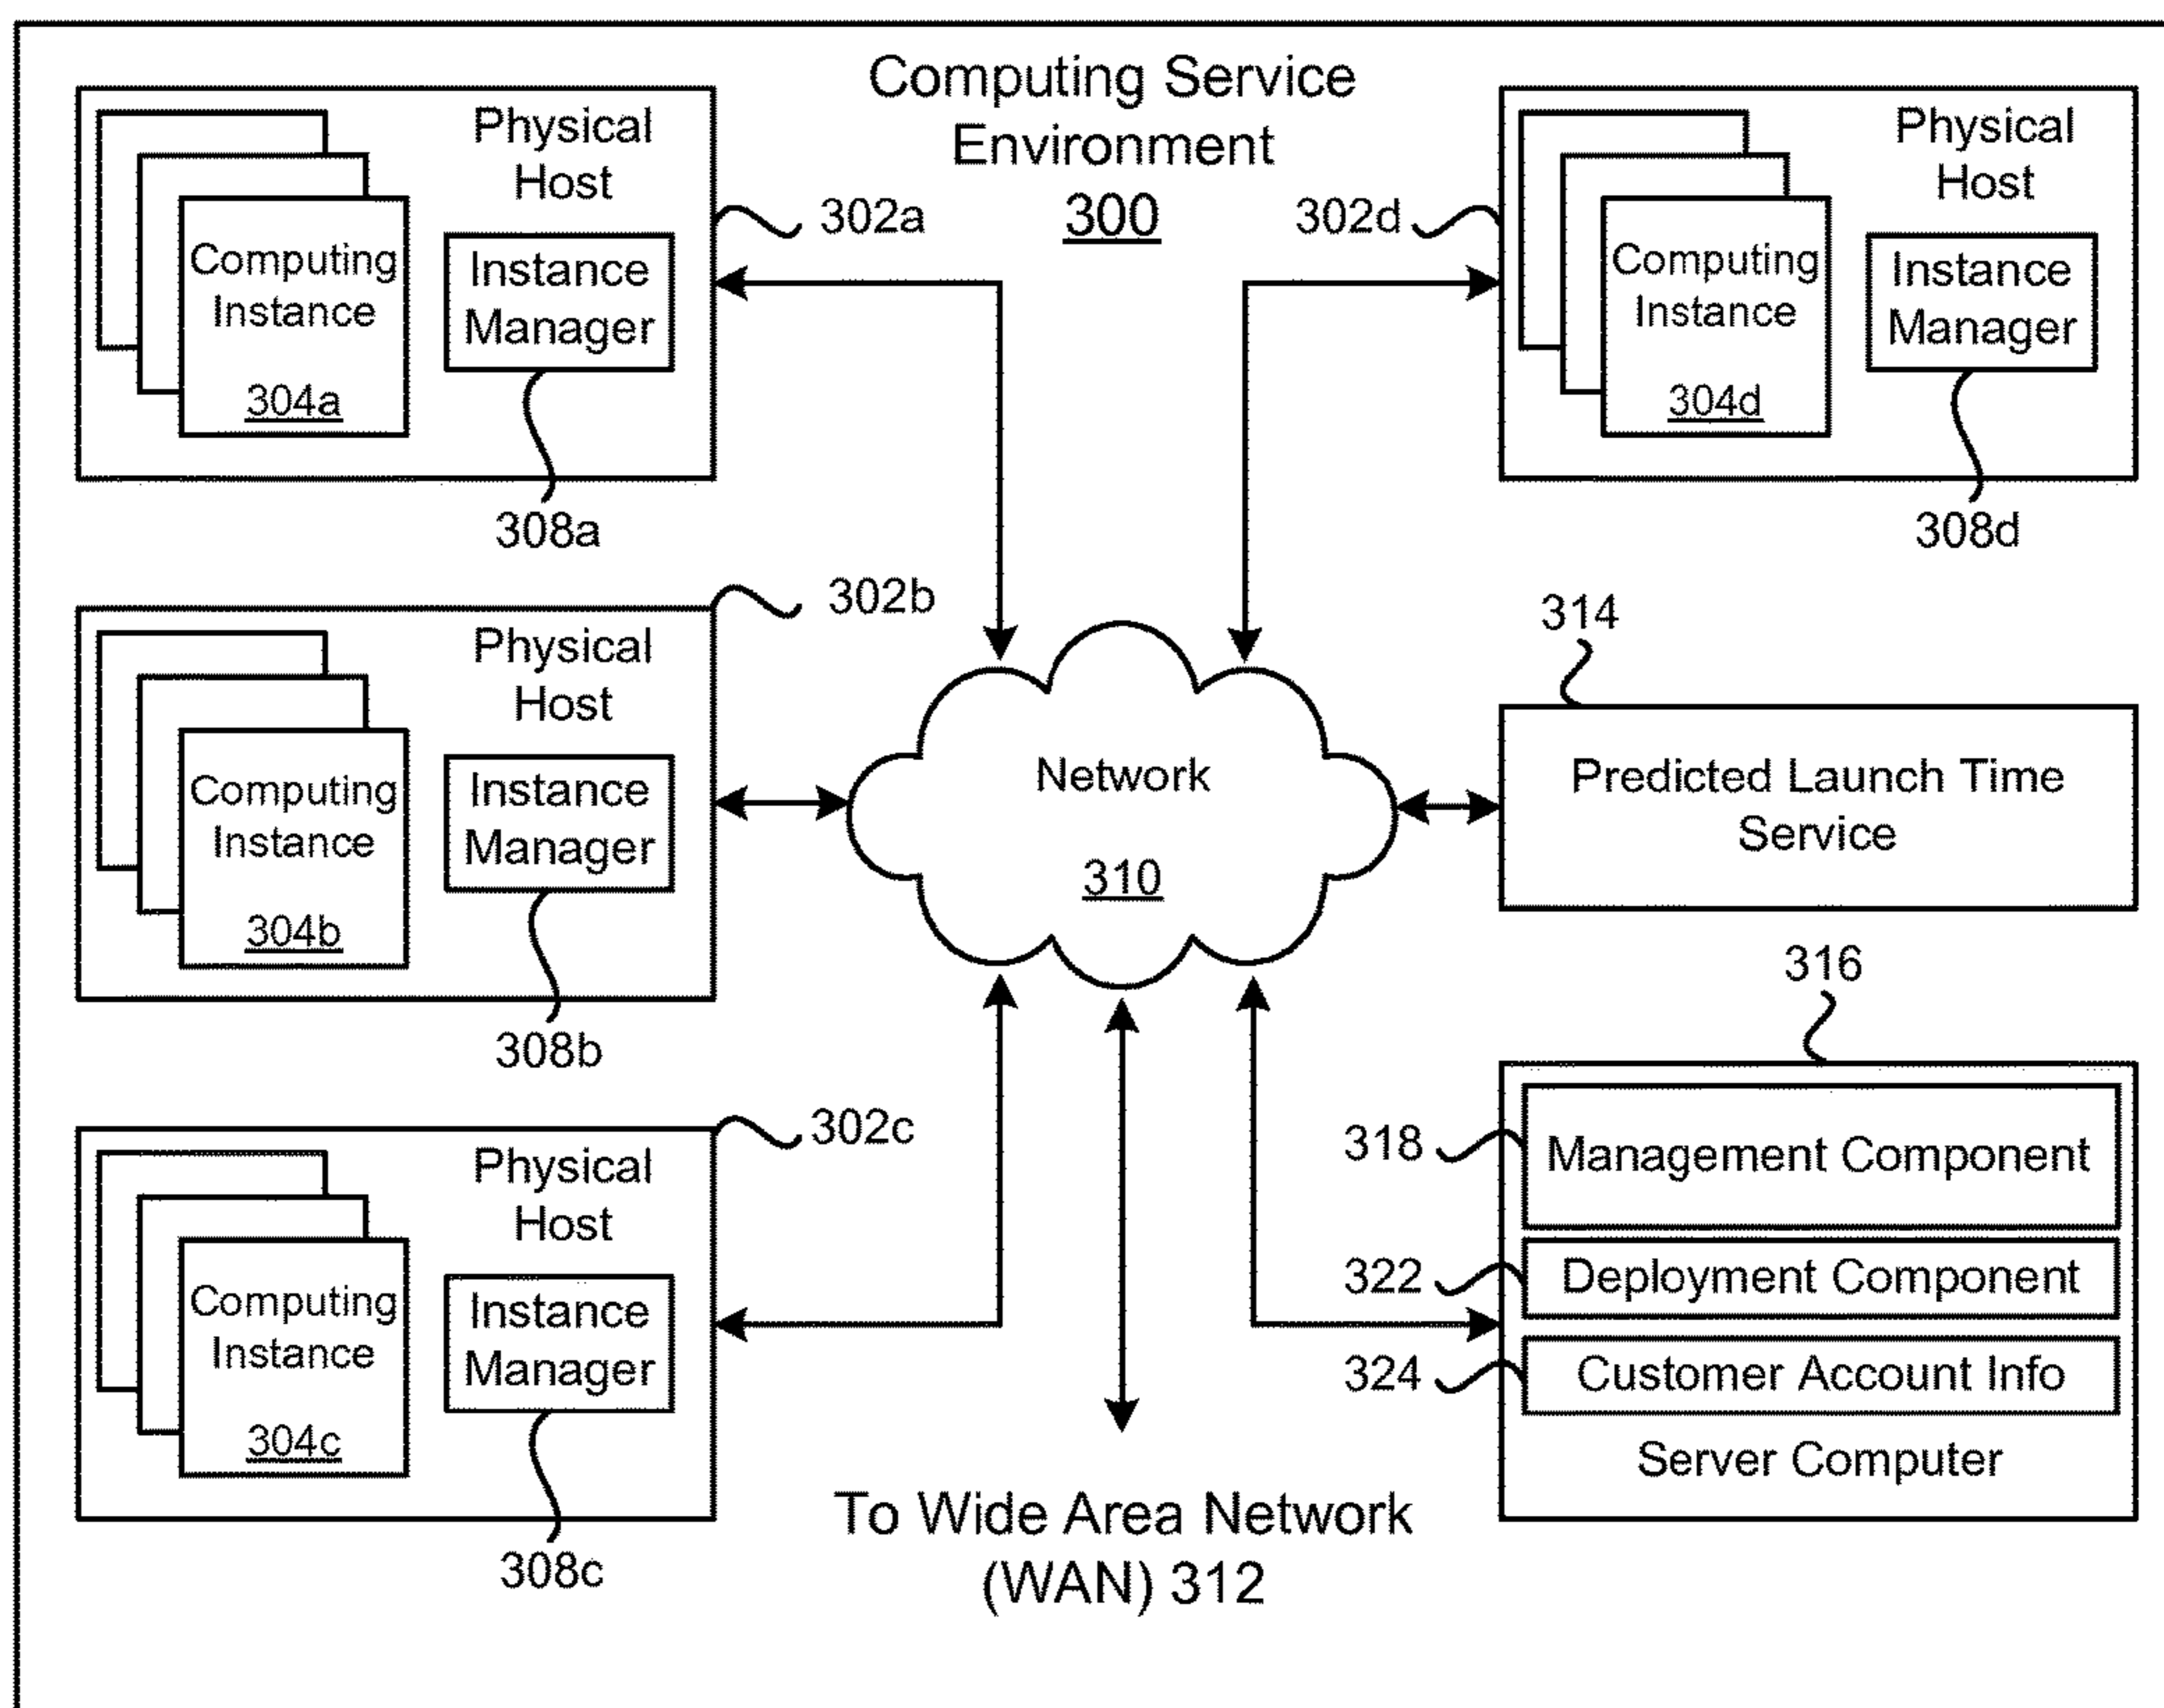 Computing Service
Environment
300
Physical
Host
Computing
Instance
304a
Instance
Manager
302a
308a
Physical
Host
Computing
Instance
304b
Instance
Manager
302b
308b
Physical
Host
Computing
Instance
304c
Instance
Manager
302c
308c
Network
310
To Wide Area Network
(WAN) 312
302d
Physical
Host
Computing
Instance
304d
Instance
Manager
308d
314
Predicted Launch Time
Service
316
318
Management Component
322
Deployment Component
324
Customer Account Info
Server Computer